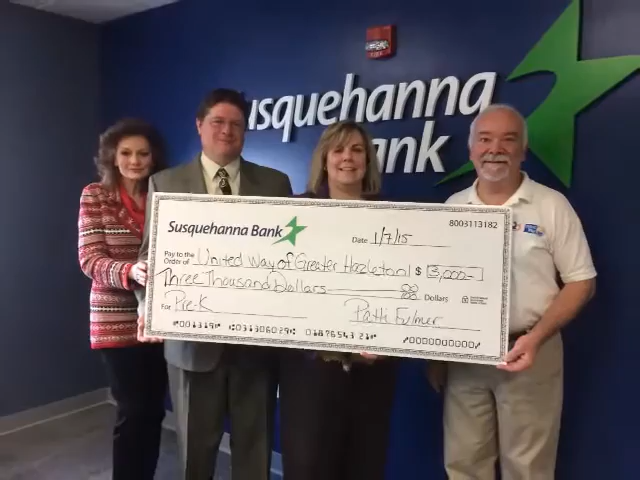 Susquehanna
Bank
Susquehanna Bank
8003113182
Date 1/7/15
Pay to the
Order of United Way of Greater Hazleton $ 3,000-
Three Thousand Dollars Dollars
For Pre-K Patti Fulmer